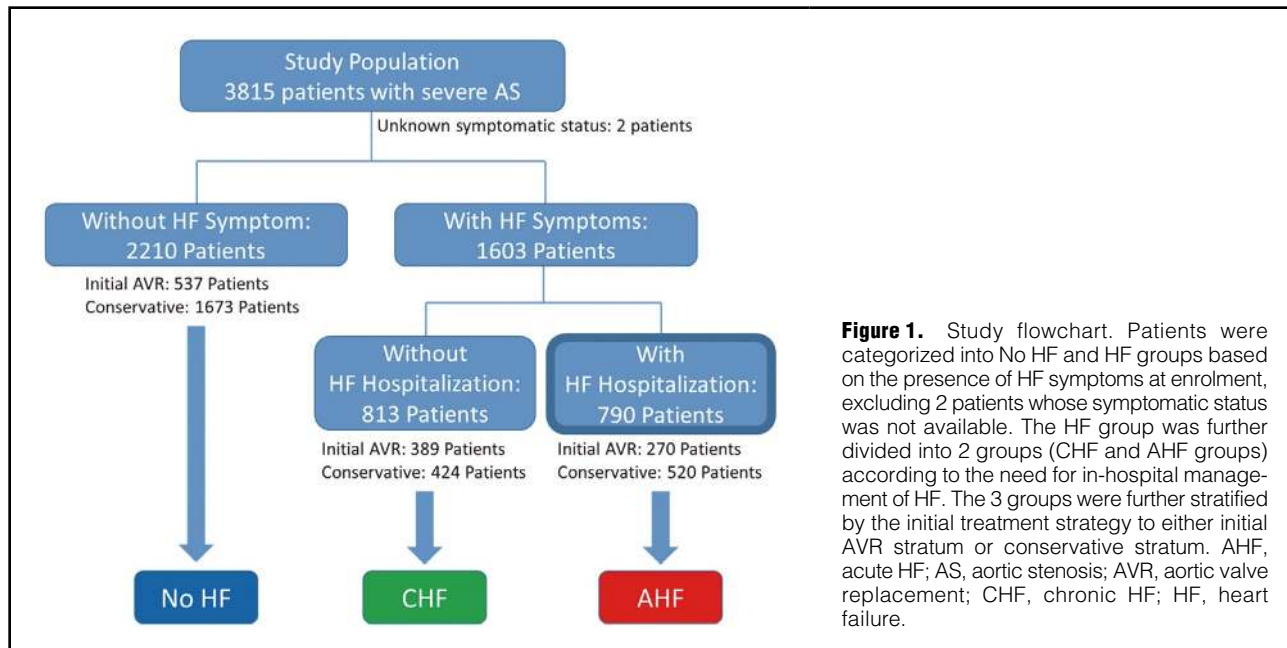 Study Population
3815 patients with severe AS
Unknown symptomatic status: 2 patients
Without HF Symptom:
2210 Patients
With HF Symptoms:
1603 Patients
Initial AVR: 537 Patients
Conservative: 1673 Patients
Without
HF Hospitalization:
813 Patients
With
HF Hospitalization:
790 Patients
Initial AVR: 389 Patients
Conservative: 424 Patients
Initial AVR: 270 Patients
Conservative: 520 Patients
No HF
CHF
AHF
Figure 1. Study flowchart. Patients were
categorized into No HF and HF groups based
on the presence of HF symptoms at enrolment,
excluding 2 patients whose symptomatic status
was not available. The HF group was further
divided into 2 groups (CHF and AHF groups)
according to the need for in-hospital manage-
ment of HF. The 3 groups were further stratified
by the initial treatment strategy to either initial
AVR stratum or conservative stratum. AHF,
acute HF; AS, aortic stenosis; AVR, aortic valve
replacement; CHF, chronic HF; HF, heart
failure.